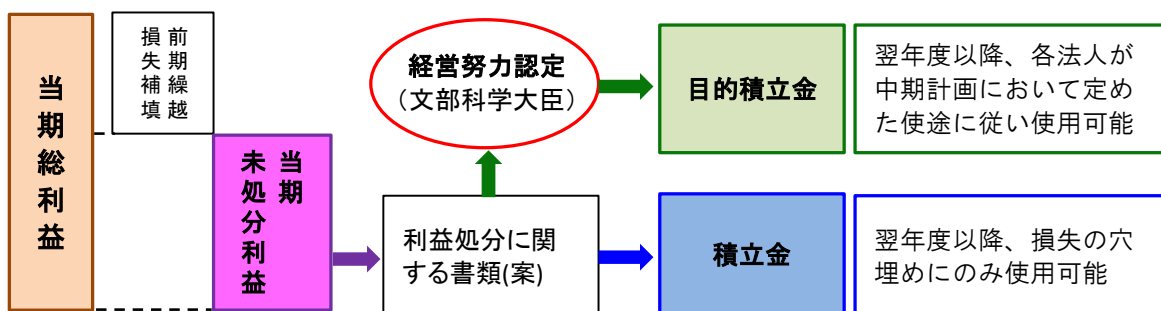 当期総利益
前期繰越
損失補填
当期
未処分利益
利益処分に関
する書類(案)
経営努力認定
（文部科学大臣）
目的積立金
翌年度以降、各法人が
中期計画において定め
た使途に従い使用可能
積立金
翌年度以降、損失の穴
埋めにのみ使用可能